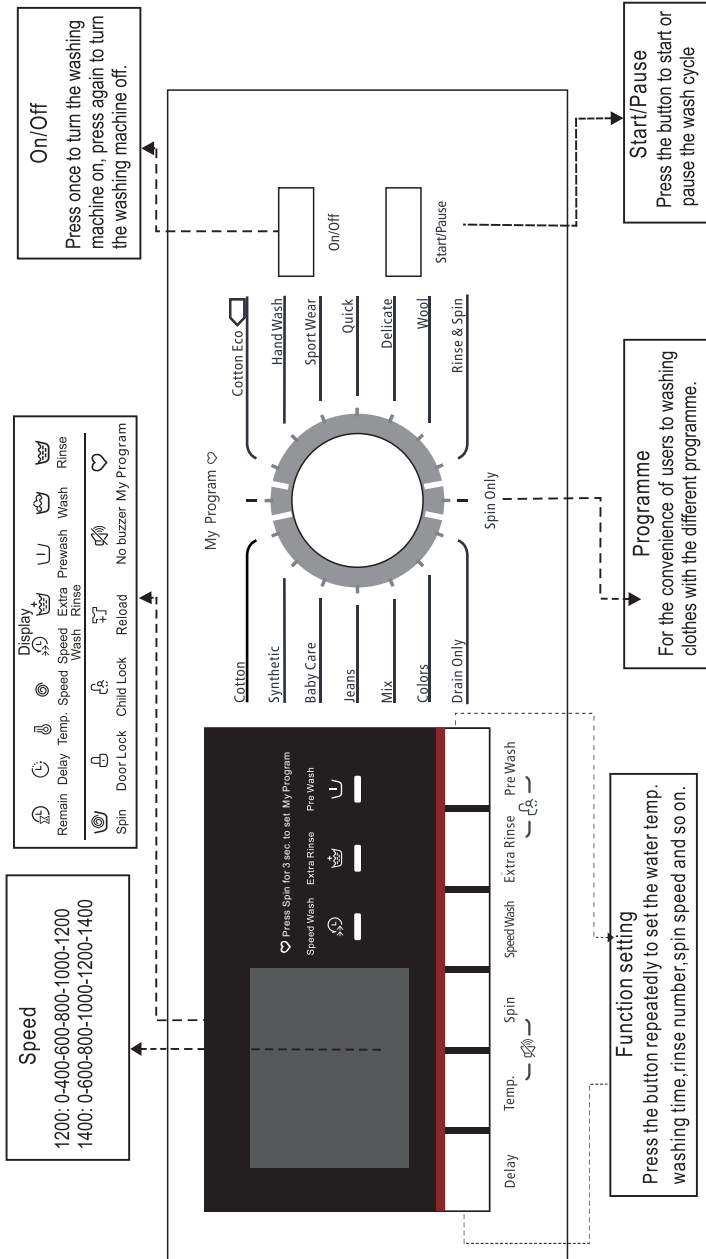 Speed
1200: 0-400-600-800-1000-1200
1400: 0-600-800-1000-1200-1400
Display
Remain Delay Temp. Speed Speed Wash Extra Rinse Prewash Wash Rinse
Spin Door Lock Child Lock Reload No buzzer My Program
On/Off
Press once to turn the washing
machine on, press again to turn
the washing machine off.
♡ Press Spin for 3 sec. to set My Program
Speed Wash Extra Rinse Pre Wash
Delay Temp. Spin Speed Wash Extra Rinse Pre Wash
My Program ♡
Cotton
Synthetic
Baby Care
Jeans
Mix
Colors
Drain Only
Spin Only
Cotton Eco
Hand Wash
Sport Wear
Quick
Delicate
Wool
Rinse & Spin
On/Off
Start/Pause
Function setting
Press the button repeatedly to set the water temp.
washing time,rinse number,spin speed and so on.
Programme
For the convenience of users to washing
clothes with the different programme.
Start/Pause
Press the button to start or
pause the wash cycle